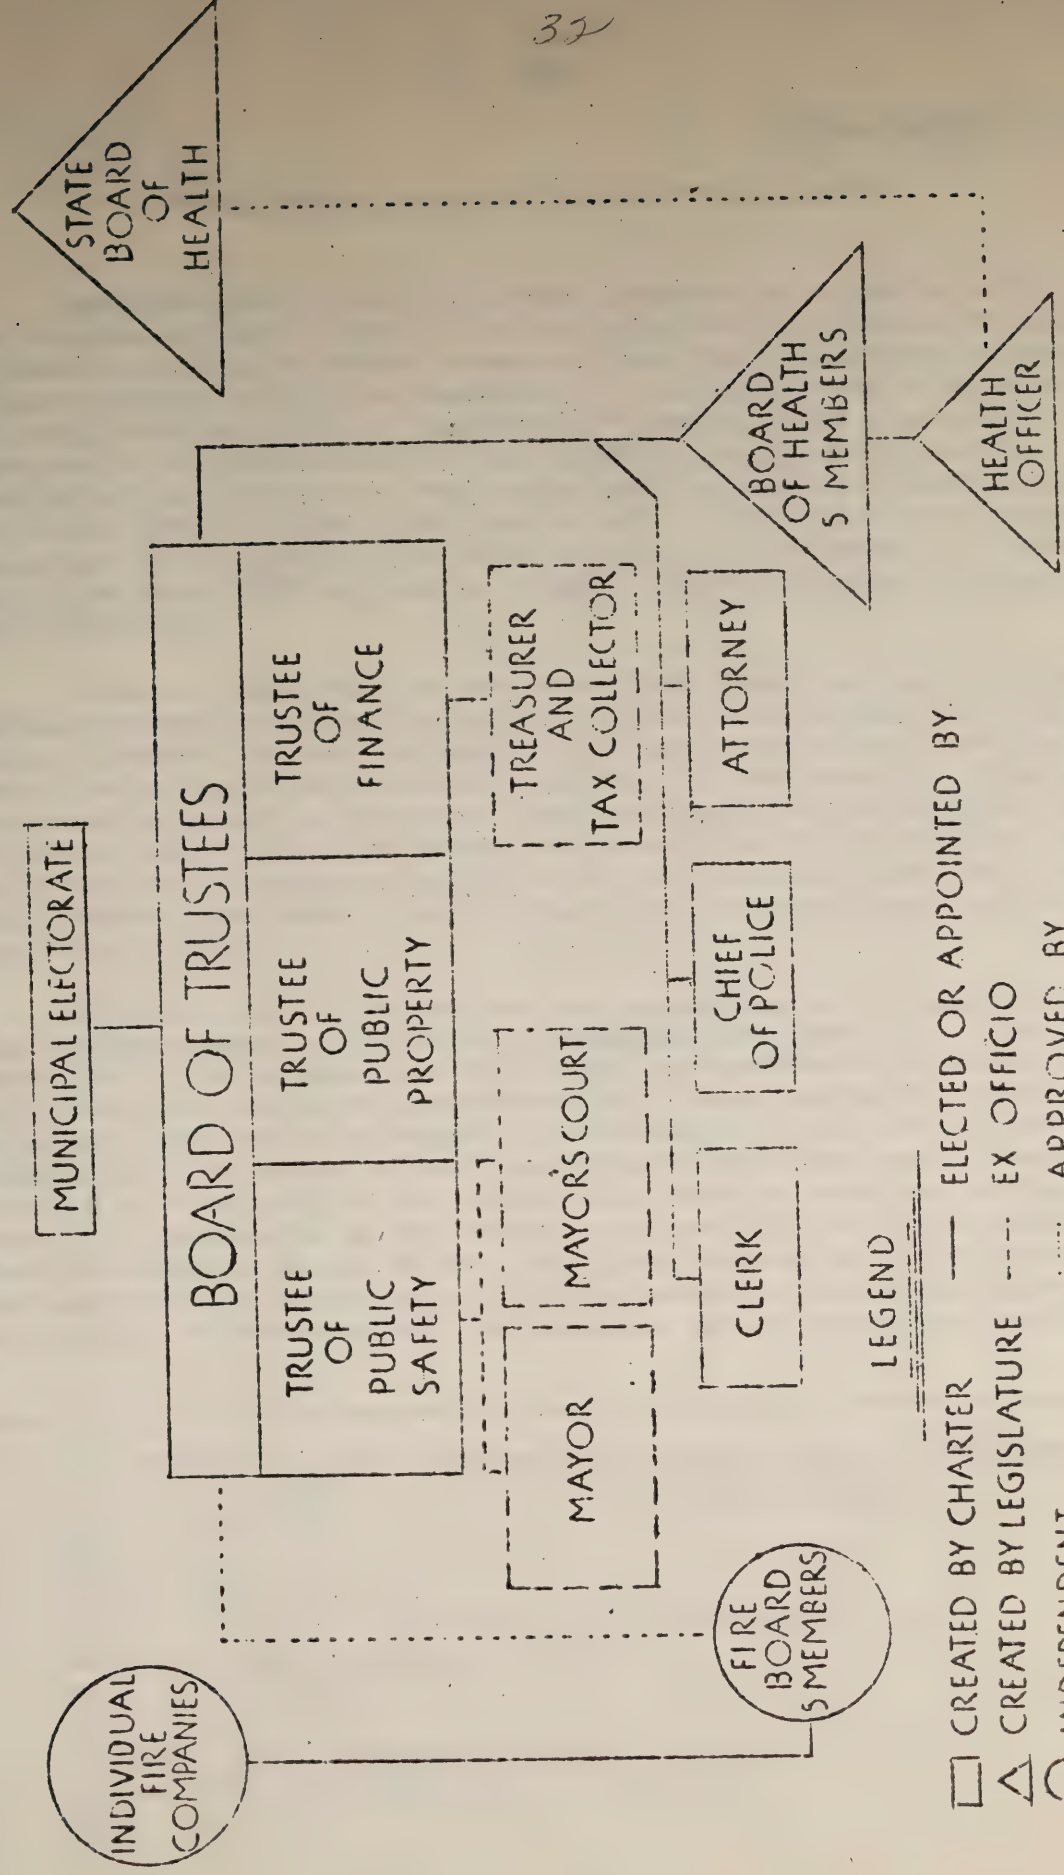 32
MUNICIPAL ELECTORATE
STATE
BOARD
OF
HEALTH
INDIVIDUAL
FIRE
COMPANIES
BOARD OF TRUSTEES
TRUSTEE
OF
PUBLIC
SAFETY
TRUSTEE
OF
PUBLIC
PROPERTY
TRUSTEE
OF
FINANCE
MAYOR
MAYOR'S COURT
TREASURER
AND
TAX COLLECTOR
FIRE
BOARD
5 MEMBERS
CLERK
CHIEF
OF POLICE
ATTORNEY
BOARD
OF HEALTH
5 MEMBERS
HEALTH
OFFICER
LEGEND
CREATED BY CHARTER
ELECTED OR APPOINTED BY
CREATED BY LEGISLATURE
EX OFFICIO
INDEPENDENT
APPROVED BY